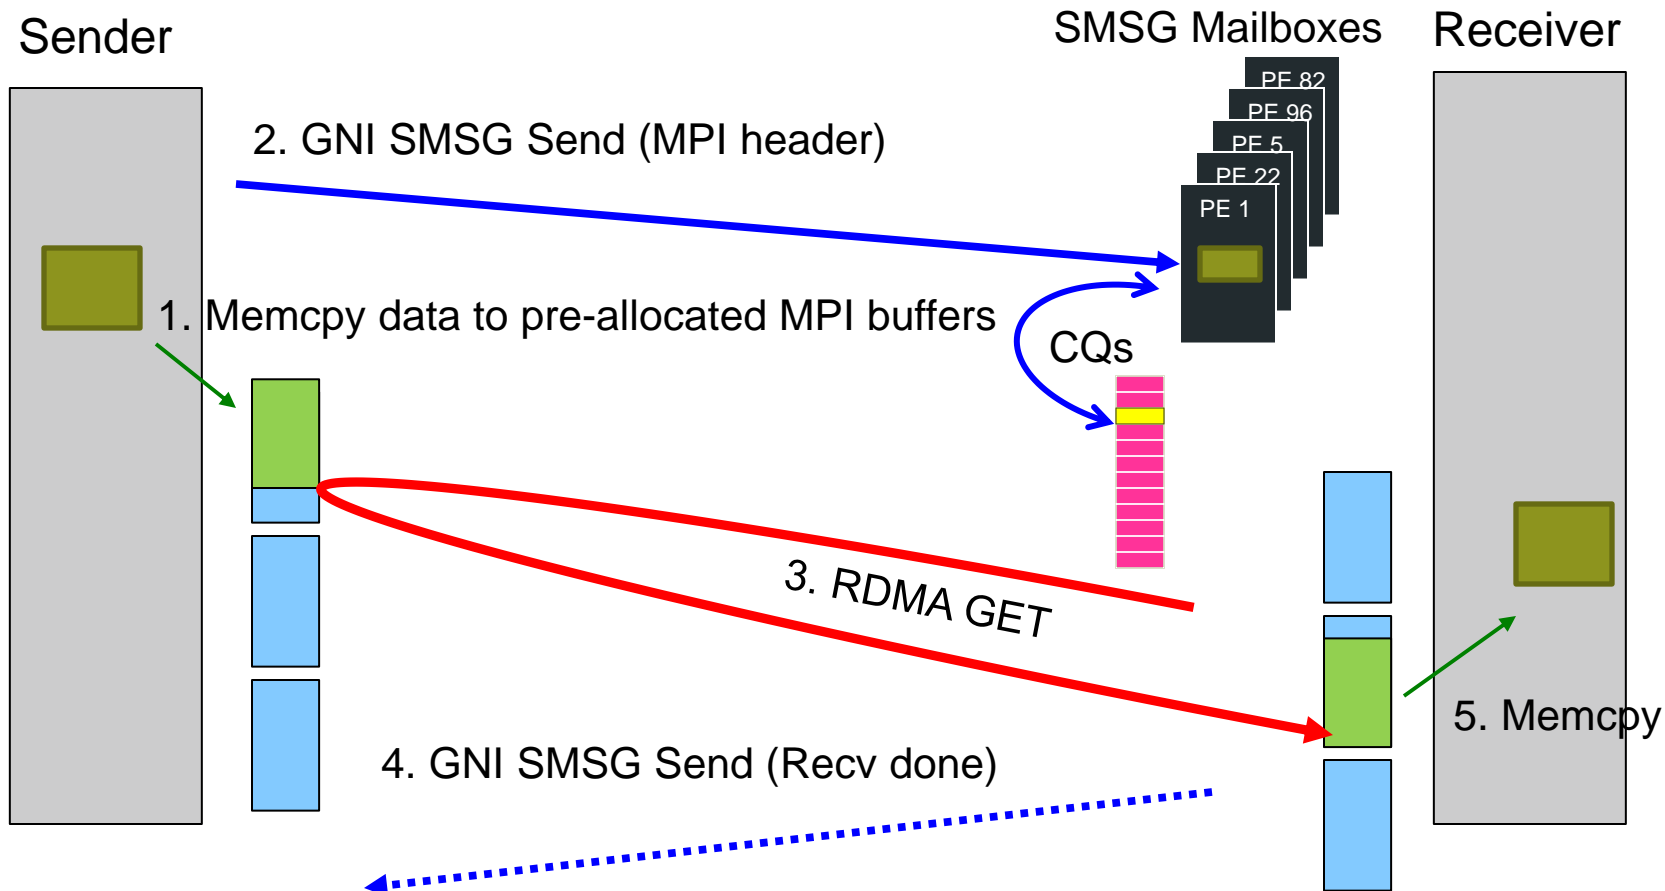 Sender
SMSG Mailboxes
Receiver
PE 82
PE 96
PE 5
PE 22
PE 1
2. GNI SMSG Send (MPI header)
1. Memcpy data to pre-allocated MPI buffers
CQs
3. RDMA GET
5. Memcpy
4. GNI SMSG Send (Recv done)